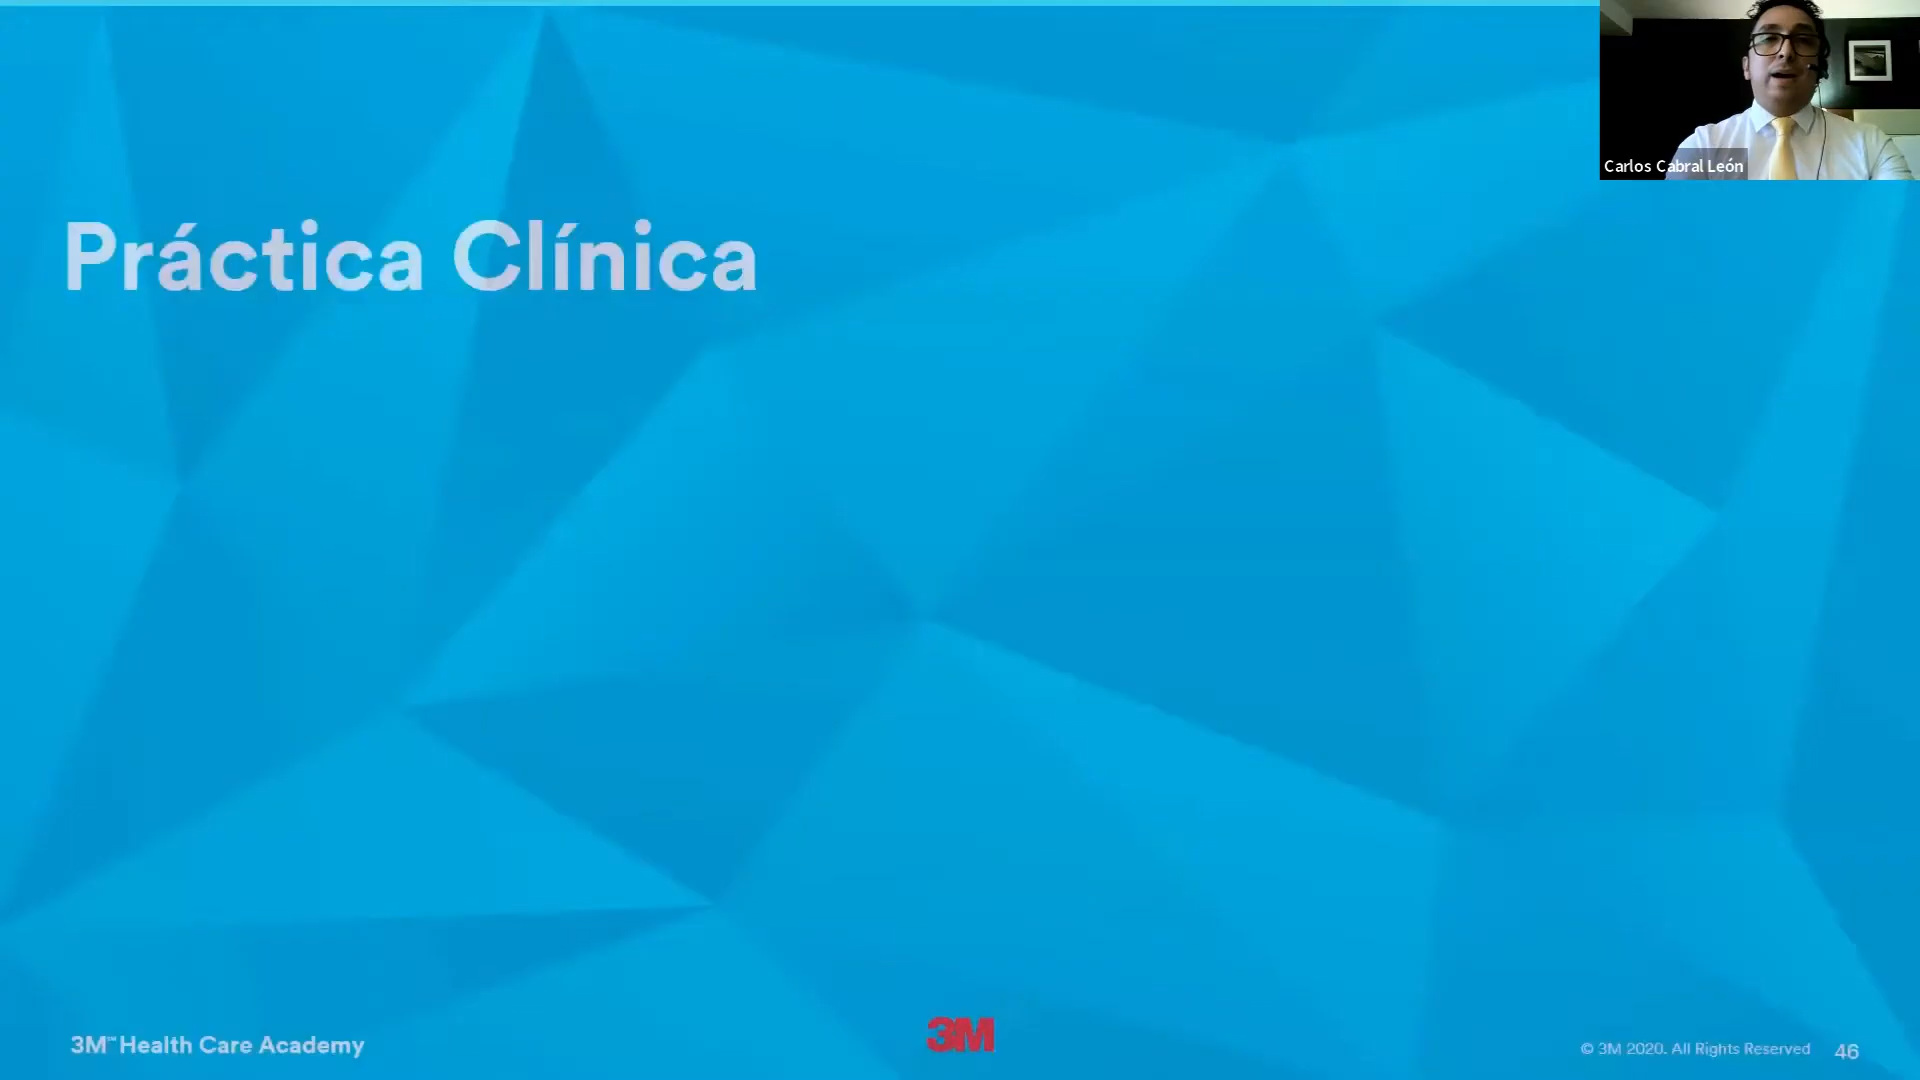 Carlos Cabral León
Práctica Clínica
3M™ Health Care Academy
3M
© 3M 2020. All Rights Reserved 46